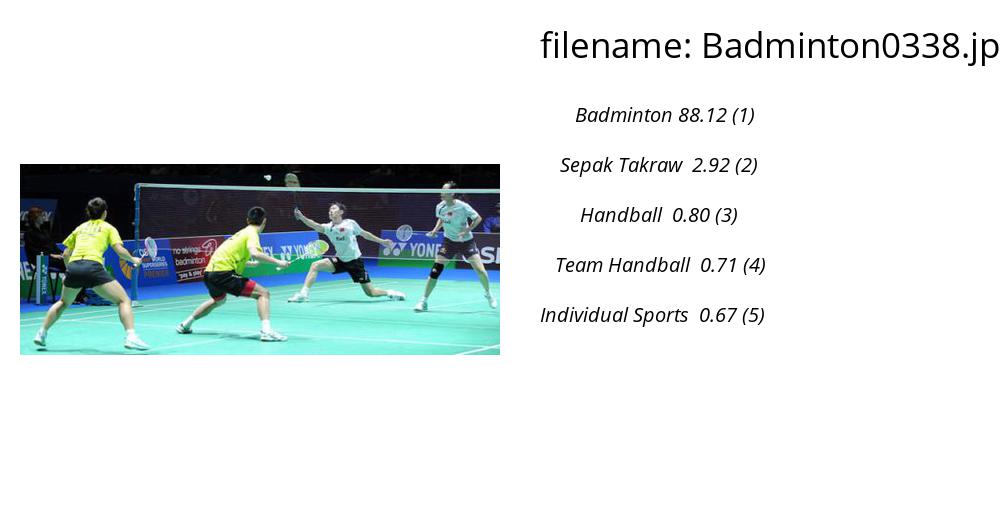 filename: Badminton0338.jp
Badminton 88.12 (1)
Sepak Takraw 2.92 (2)
Handball 0.80 (3)
Team Handball 0.71 (4)
Individual Sports 0.67 (5)
no strings
badminton
YONEX
WORLD
SUPERSERIES
PREMIER
YONE